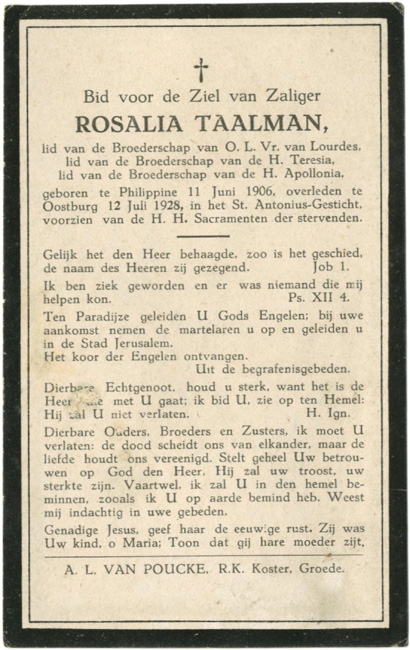 Bid voor de Ziel van Zaliger
ROSALIA TAALMAN,
lid van de Broederschap van O. L. Vr. van Lourdes,
lid van de Broederschap van de H. Teresia,
lid van de Broederschap van de H. Apollonia,
geboren te Philippine 11 Juni 1906, overleden te
Oostburg 12 Juli 1928, in het St. Antonius-Gesticht,
voorzien van de H. H. Sacramenten der stervenden.
Gelijk het den Heer behaagde, zoo is het geschied,
de naam des Heeren zij gezegend. Job 1.
Ik ben ziek geworden en er was niemand die mij
helpen kon. Ps. XII 4.
Ten Paradijze geleiden U Gods Engelen; bij uwe
aankomst nemen de martelaren u op en geleiden u
in de Stad Jerusalem.
Het koor der Engelen ontvangen.
Uit de begrafenisgebeden.
Dierbare Echtgenoot, houd u sterk, want het is de
Heer die met U gaat; ik bid U, zie op ten Hemel:
Hij zal U niet verlaten. H. Ign.
Dierbare Ouders, Broeders en Zusters, ik moet U
verlaten: de dood scheidt ons van elkander, maar de
liefde houdt ons vereenigd. Stelt geheel Uw betrou-
wen op God den Heer. Hij zal uw troost, uw
sterkte zijn. Vaartwel, ik zal U in den hemel be-
minnen, zooals ik U op aarde bemind heb. Weest
mij indachtig in uwe gebeden.
Genadige Jesus, geef haar de eeuwige rust. Zij was
Uw kind, o Maria; Toon dat gij hare moeder zijt.
A. L. VAN POUCKE, R.K. Koster, Groede.